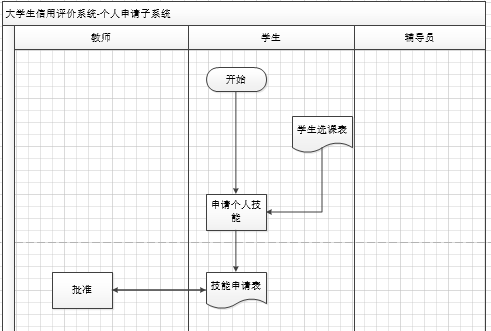 大学生信用评价系统-个人申请子系统
教师
学生
辅导员
开始
学生选课表
申请个人技
能
批准
技能申请表